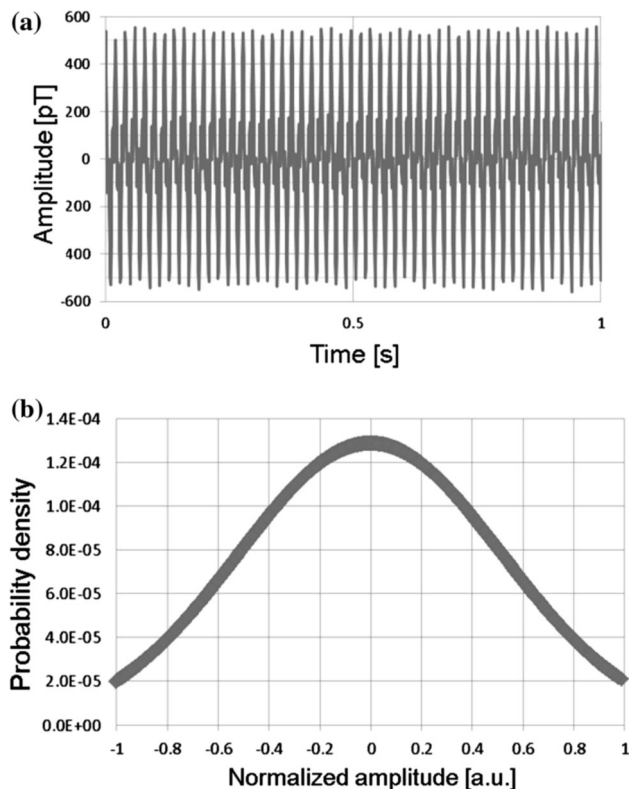 (a)
600
400
200
0
200
-400
-600
0
0.5
1
Amplitude [pT]
Time [s]
(b)
1.4E-04
1.2E-04
1.0E-04
8.0E-05
6.0E-05
4.0E-05
2.0E-05
0.0E+00
-1
-0.8
-0.6
-0.4
-0.2
0
0.2
0.4
0.6
0.8
1
Probability density
Normalized amplitude [a.u.]